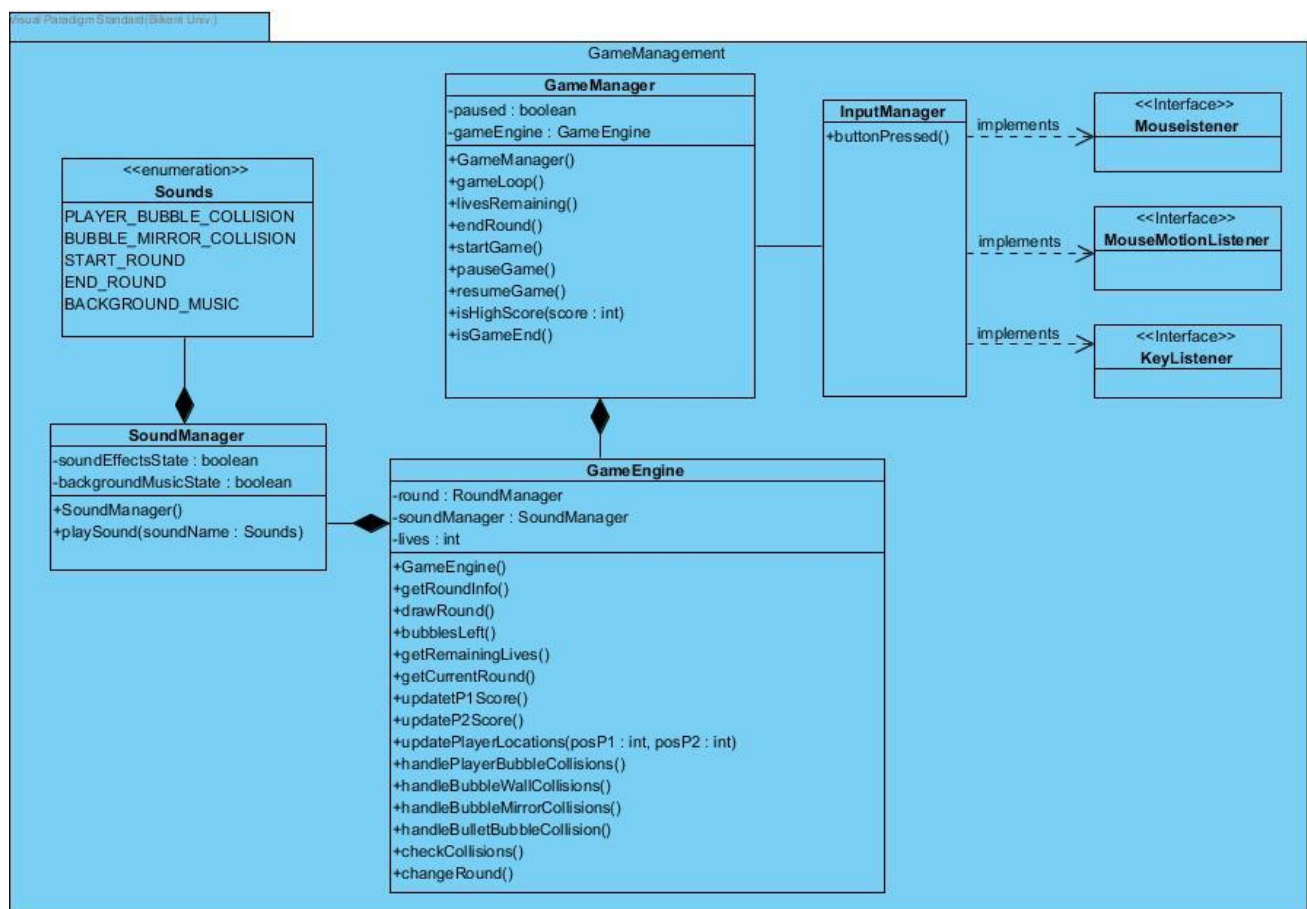 Visual Paradigm Standard(Bilkent Univ.)
GameManagement
GameManager
-paused : boolean
-gameEngine : GameEngine
+GameManager()
+gameLoop()
+livesRemaining()
+endRound()
+startGame()
+pauseGame()
+resumeGame()
+isHighScore(score : int)
+isGameEnd()
InputManager
+buttonPressed()
implements
<<Interface>>
Mouseistener
implements
<<Interface>>
MouseMotionListener
implements
<<Interface>>
KeyListener
<<enumeration>>
Sounds
PLAYER_BUBBLE_COLLISION
BUBBLE_MIRROR_COLLISION
START_ROUND
END_ROUND
BACKGROUND_MUSIC
SoundManager
-soundEffectsState : boolean
-backgroundMusicState : boolean
+SoundManager()
+playSound(soundName : Sounds)
GameEngine
-round : RoundManager
-soundManager : SoundManager
-lives : int
+GameEngine()
+getRoundInfo()
+drawRound()
+bubblesLeft()
+getRemainingLives()
+getCurrentRound()
+updatetP1Score()
+updateP2Score()
+updatePlayerLocations(posP1 : int, posP2 : int)
+handlePlayerBubbleCollisions()
+handleBubbleWallCollisions()
+handleBubbleMirrorCollisions()
+handleBulletBubbleCollision()
+checkCollisions()
+changeRound()